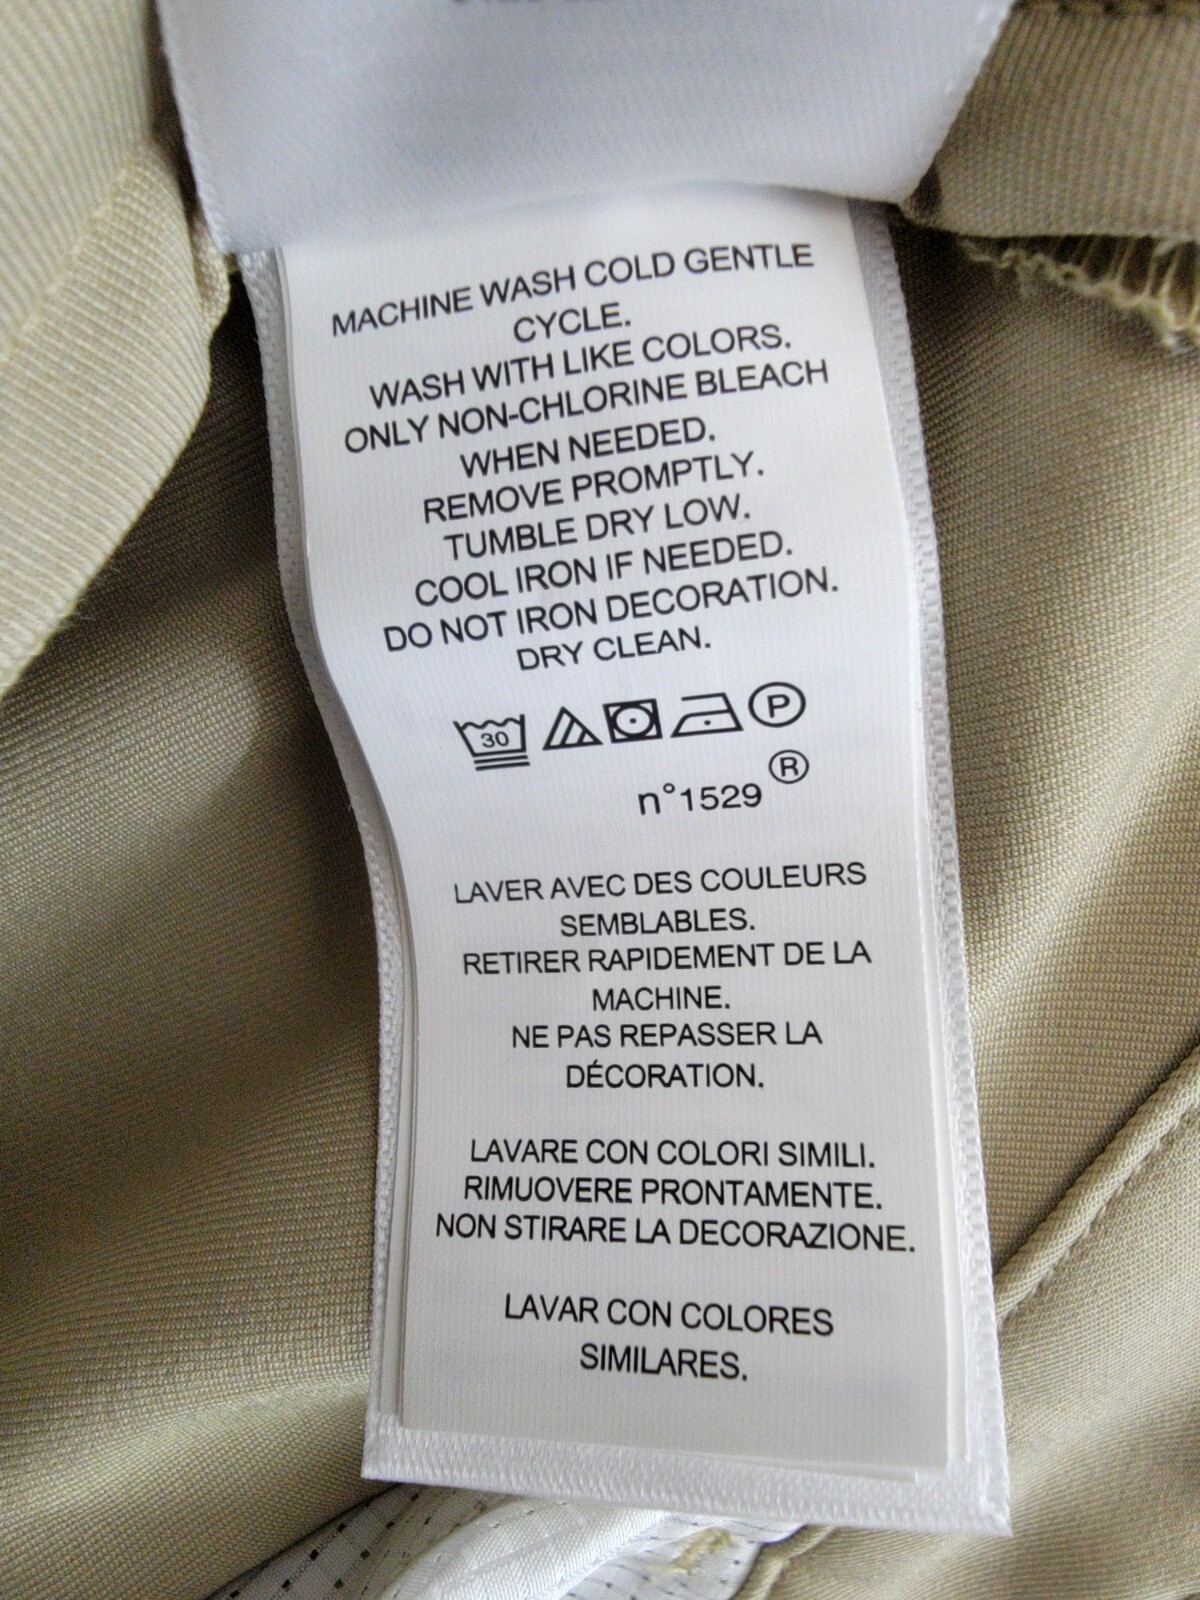 MACHINE WASH COLD GENTLE
CYCLE.
WASH WITH LIKE COLORS.
ONLY NON-CHLORINE BLEACH
WHEN NEEDED.
REMOVE PROMPTLY.
TUMBLE DRY LOW.
COOL IRON IF NEEDED.
DO NOT IRON DECORATION.
DRY CLEAN.
30 P
n°1529 ®
LAVER AVEC DES COULEURS
SEMBLABLES.
RETIRER RAPIDEMENT DE LA
MACHINE.
NE PAS REPASSER LA
DÉCORATION.
LAVARE CON COLORI SIMILI.
RIMUOVERE PRONTAMENTE.
NON STIRARE LA DECORAZIONE.
LAVAR CON COLORES
SIMILARES.